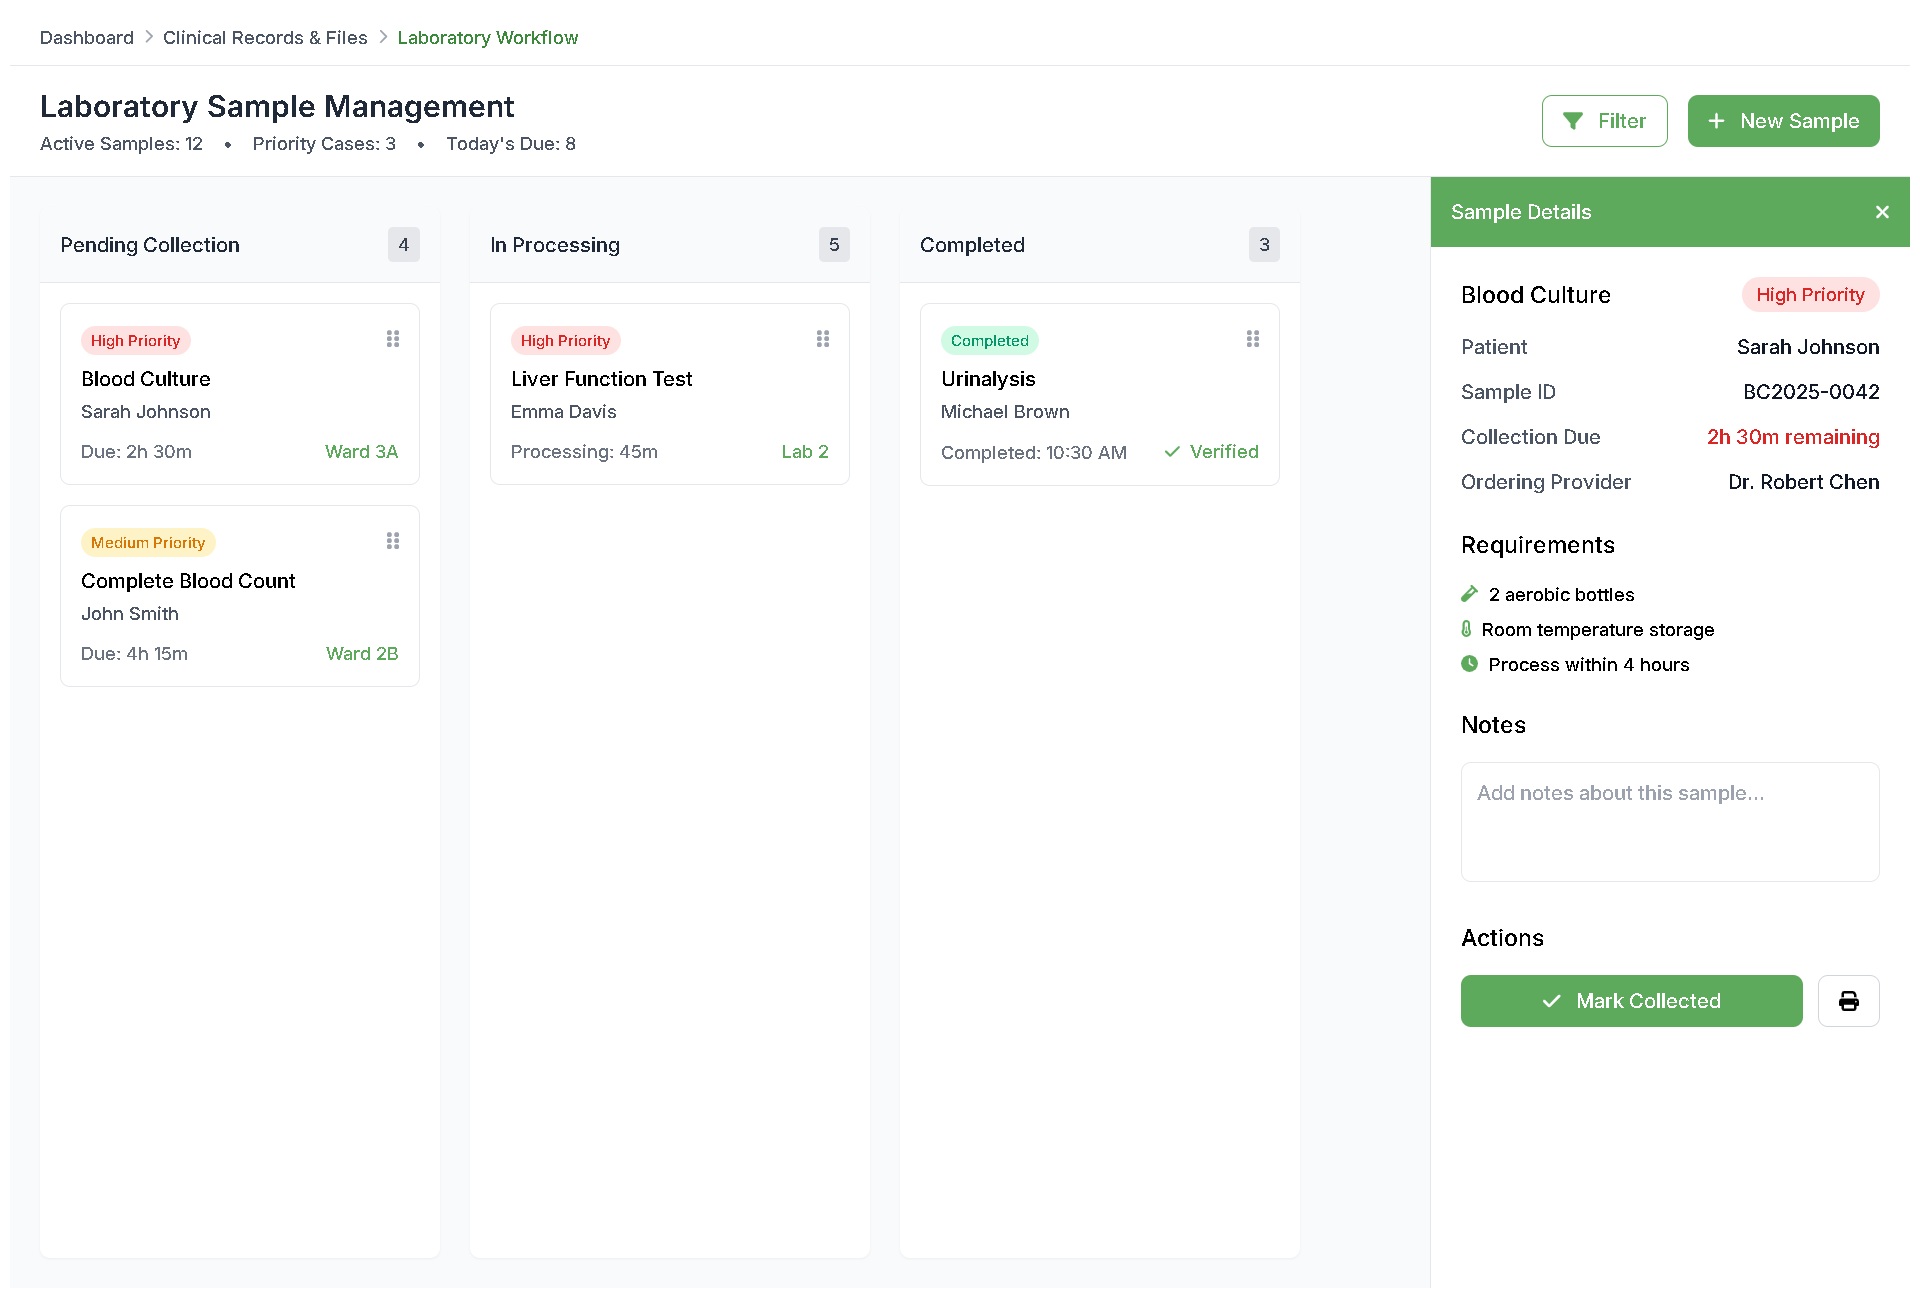 Dashboard > Clinical Records & Files > Laboratory Workflow
Laboratory Sample Management
Active Samples: 12 • Priority Cases: 3 • Today's Due: 8
Filter
New Sample
Pending Collection 4
High Priority
Blood Culture
Sarah Johnson
Due: 2h 30m Ward 3A
Medium Priority
Complete Blood Count
John Smith
Due: 4h 15m Ward 2B
In Processing 5
High Priority
Liver Function Test
Emma Davis
Processing: 45m Lab 2
Completed 3
Completed
Urinalysis
Michael Brown
Completed: 10:30 AM Verified
Sample Details
Blood Culture High Priority
Patient Sarah Johnson
Sample ID BC2025-0042
Collection Due 2h 30m remaining
Ordering Provider Dr. Robert Chen
Requirements
2 aerobic bottles
Room temperature storage
Process within 4 hours
Notes
Add notes about this sample...
Actions
Mark Collected